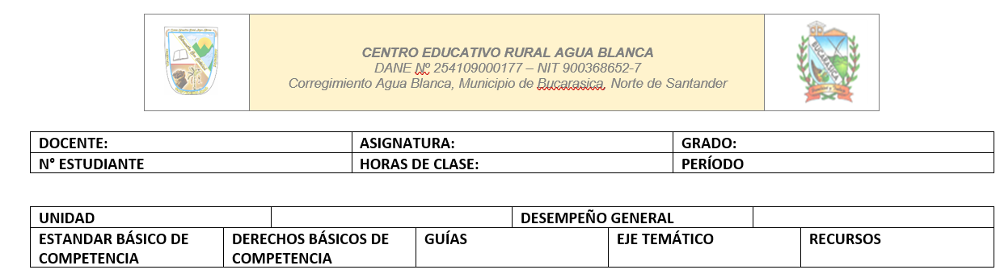 CENTRO EDUCATIVO RURAL AGUA BLANCA
DANE Nº 254109000177 – NIT 900368652-7
Corregimiento Agua Blanca, Municipio de Bucarasica, Norte de Santander
BUCARASICA
DOCENTE: ASIGNATURA: GRADO:
N° ESTUDIANTE HORAS DE CLASE: PERÍODO
UNIDAD DESEMPEÑO GENERAL
ESTANDAR BÁSICO DE COMPETENCIA
DERECHOS BÁSICOS DE COMPETENCIA
GUÍAS
EJE TEMÁTICO
RECURSOS